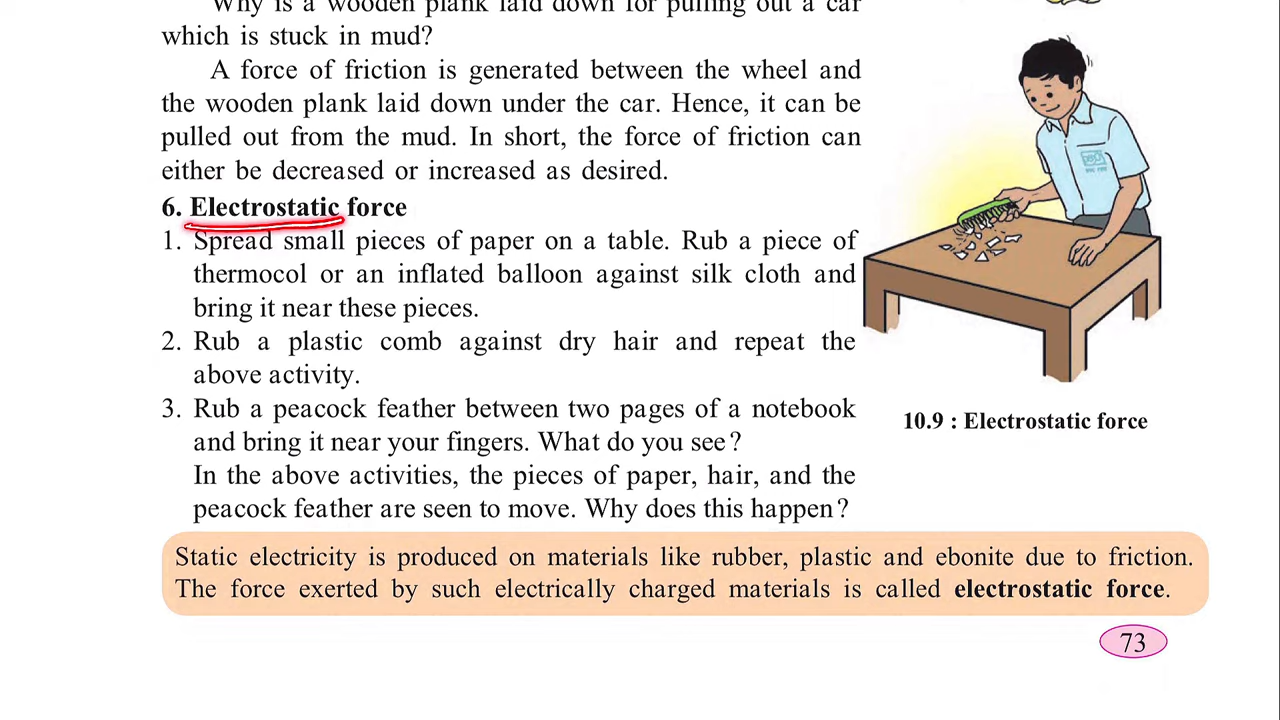 Why is a wooden plank laid down for pulling out a car
which is stuck in mud?
A force of friction is generated between the wheel and
the wooden plank laid down under the car. Hence, it can be
pulled out from the mud. In short, the force of friction can
either be decreased or increased as desired.
6. Electrostatic force
1. Spread small pieces of paper on a table. Rub a piece of
thermocol or an inflated balloon against silk cloth and
bring it near these pieces.
2. Rub a plastic comb against dry hair and repeat the
above activity.
3. Rub a peacock feather between two pages of a notebook
and bring it near your fingers. What do you see?
In the above activities, the pieces of paper, hair, and the
peacock feather are seen to move. Why does this happen?
10.9 : Electrostatic force
Static electricity is produced on materials like rubber, plastic and ebonite due to friction.
The force exerted by such electrically charged materials is called electrostatic force.
73